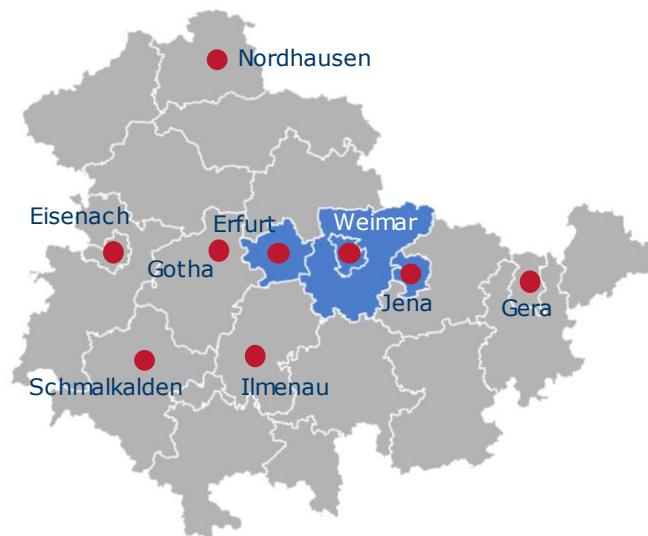 Nordhausen
Eisenach
Erfurt
Weimar
Gotha
Jena
Gera
Schmalkalden
Ilmenau